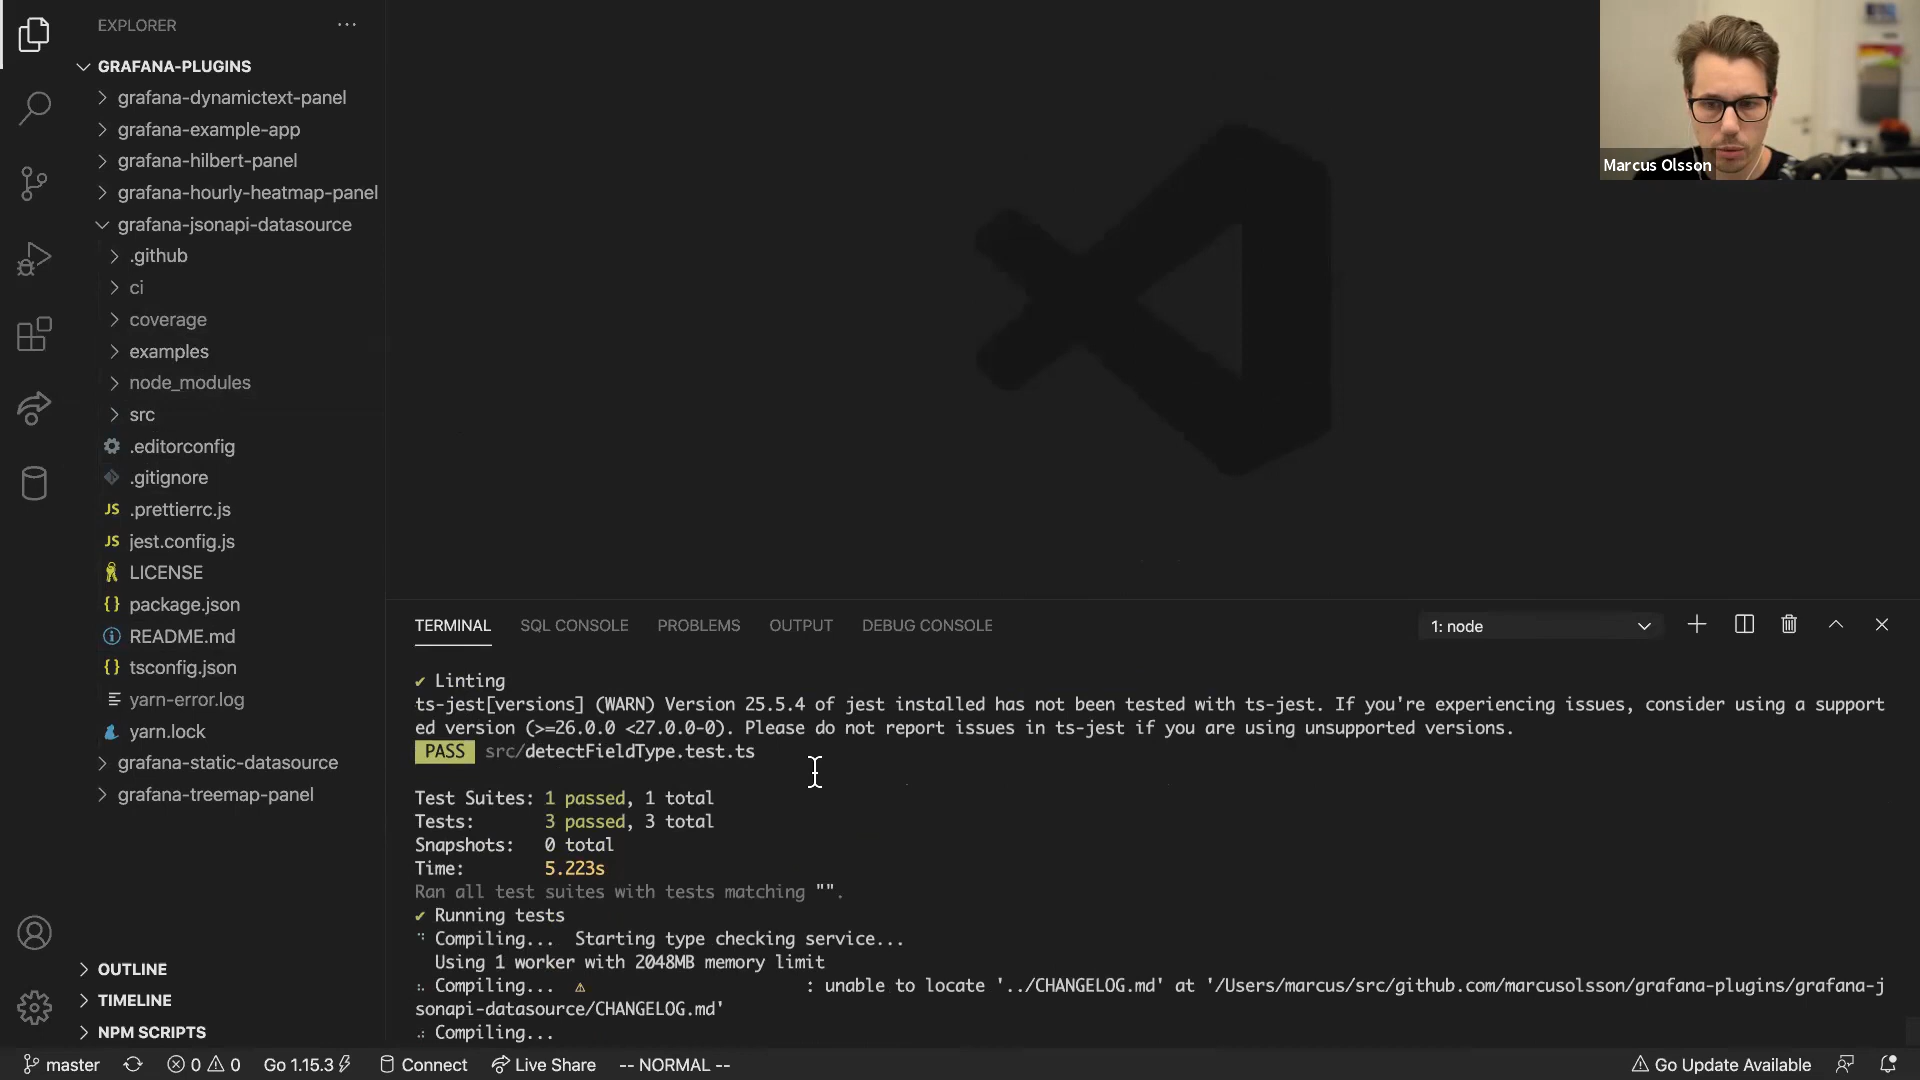 EXPLORER
GRAFANA-PLUGINS
grafana-dynamictext-panel
grafana-example-app
grafana-hilbert-panel
grafana-hourly-heatmap-panel
grafana-jsonapi-datasource
.github
ci
coverage
examples
node_modules
src
.editorconfig
.gitignore
JS .prettierrc.js
JS jest.config.js
LICENSE
{} package.json
README.md
{} tsconfig.json
yarn-error.log
yarn.lock
grafana-static-datasource
grafana-treemap-panel
OUTLINE
TIMELINE
NPM SCRIPTS
Marcus Olsson
TERMINAL SQL CONSOLE PROBLEMS OUTPUT DEBUG CONSOLE 1: node
✔ Linting
ts-jest[versions] (WARN) Version 25.5.4 of jest installed has not been tested with ts-jest. If you're experiencing issues, consider using a support
ed version (>=26.0.0 <27.0.0-0). Please do not report issues in ts-jest if you are using unsupported versions.
PASS src/detectFieldType.test.ts
Test Suites: 1 passed, 1 total
Tests: 3 passed, 3 total
Snapshots: 0 total
Time: 5.223s
Ran all test suites with tests matching "".
✔ Running tests
Compiling... Starting type checking service...
Using 1 worker with 2048MB memory limit
Compiling... ⚠ : unable to locate '../CHANGELOG.md' at '/Users/marcus/src/github.com/marcusolsson/grafana-plugins/grafana-j
sonapi-datasource/CHANGELOG.md'
Compiling...
master 0 0 Go 1.15.3 Connect Live Share -- NORMAL -- Go Update Available